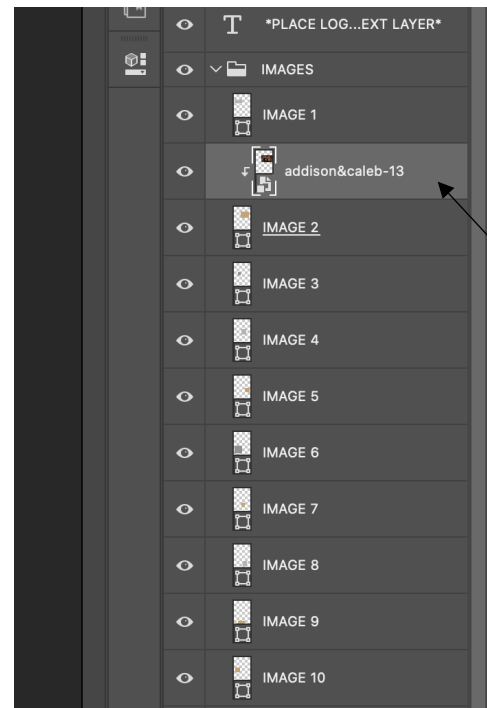 T *PLACE LOG...EXT LAYER*
IMAGES
IMAGE 1
addison&caleb-13
IMAGE 2
IMAGE 3
IMAGE 4
IMAGE 5
IMAGE 6
IMAGE 7
IMAGE 8
IMAGE 9
IMAGE 10